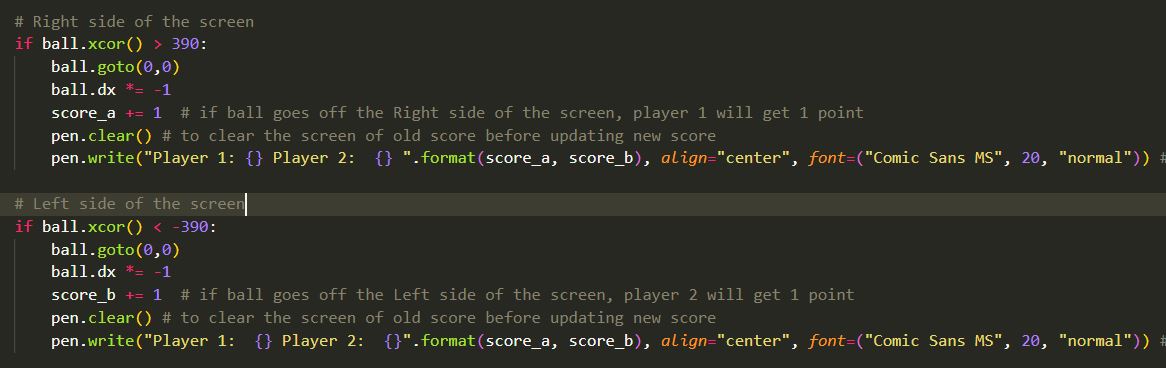 # Right side of the screen
if ball.xcor() > 390:
    ball.goto(0,0)
    ball.dx *= -1
    score_a += 1  # if ball goes off the Right side of the screen, player 1 will get 1 point
    pen.clear() # to clear the screen of old score before updating new score
    pen.write("Player 1: {} Player 2:  {} ".format(score_a, score_b), align="center", font=("Comic Sans MS", 20, "normal")) #
# Left side of the screen
if ball.xcor() < -390:
    ball.goto(0,0)
    ball.dx *= -1
    score_b += 1  # if ball goes off the Left side of the screen, player 2 will get 1 point
    pen.clear() # to clear the screen of old score before updating new score
    pen.write("Player 1:  {} Player 2:  {}".format(score_a, score_b), align="center", font=("Comic Sans MS", 20, "normal")) #